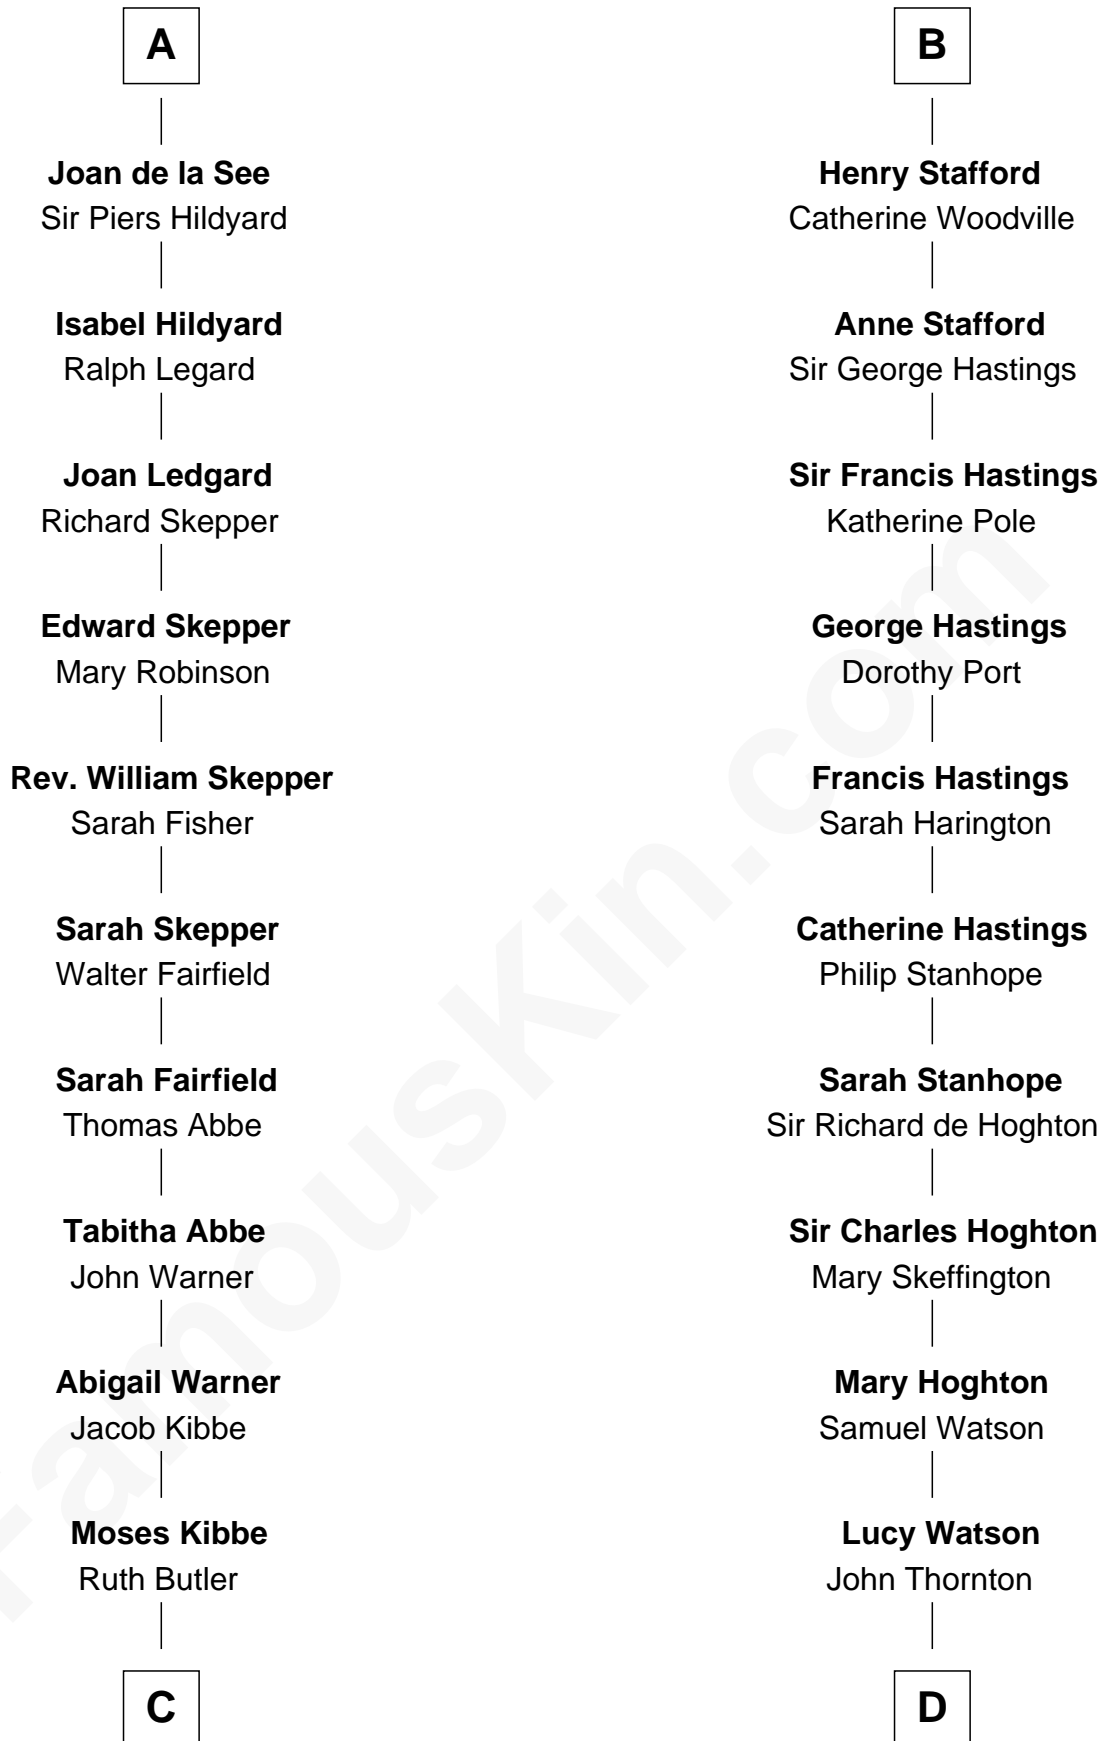 A
Joan de la See
Sir Piers Hildyard
Isabel Hildyard
Ralph Legard
Joan Ledgard
Richard Skepper
Edward Skepper
Mary Robinson
Rev. William Skepper
Sarah Fisher
Sarah Skepper
Walter Fairfield
Sarah Fairfield
Thomas Abbe
Tabitha Abbe
John Warner
Abigail Warner
Jacob Kibbe
Moses Kibbe
Ruth Butler
C
B
Henry Stafford
Catherine Woodville
Anne Stafford
Sir George Hastings
Sir Francis Hastings
Katherine Pole
George Hastings
Dorothy Port
Francis Hastings
Sarah Harington
Catherine Hastings
Philip Stanhope
Sarah Stanhope
Sir Richard de Hoghton
Sir Charles Hoghton
Mary Skeffington
Mary Hoghton
Samuel Watson
Lucy Watson
John Thornton
D
FamousKin.com